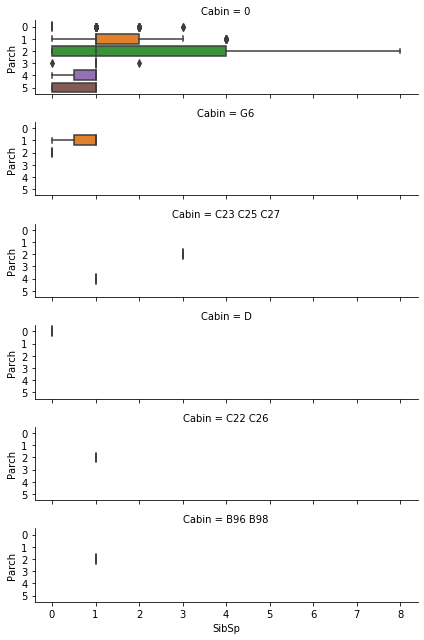 Cabin = 0
Parch
0
1
2
3
4
5
Cabin = G6
Parch
0
1
2
3
4
5
Cabin = C23 C25 C27
Parch
0
1
2
3
4
5
Cabin = D
Parch
0
1
2
3
4
5
Cabin = C22 C26
Parch
0
1
2
3
4
5
Cabin = B96 B98
Parch
0
1
2
3
4
5
0 1 2 3 4 5 6 7 8
SibSp